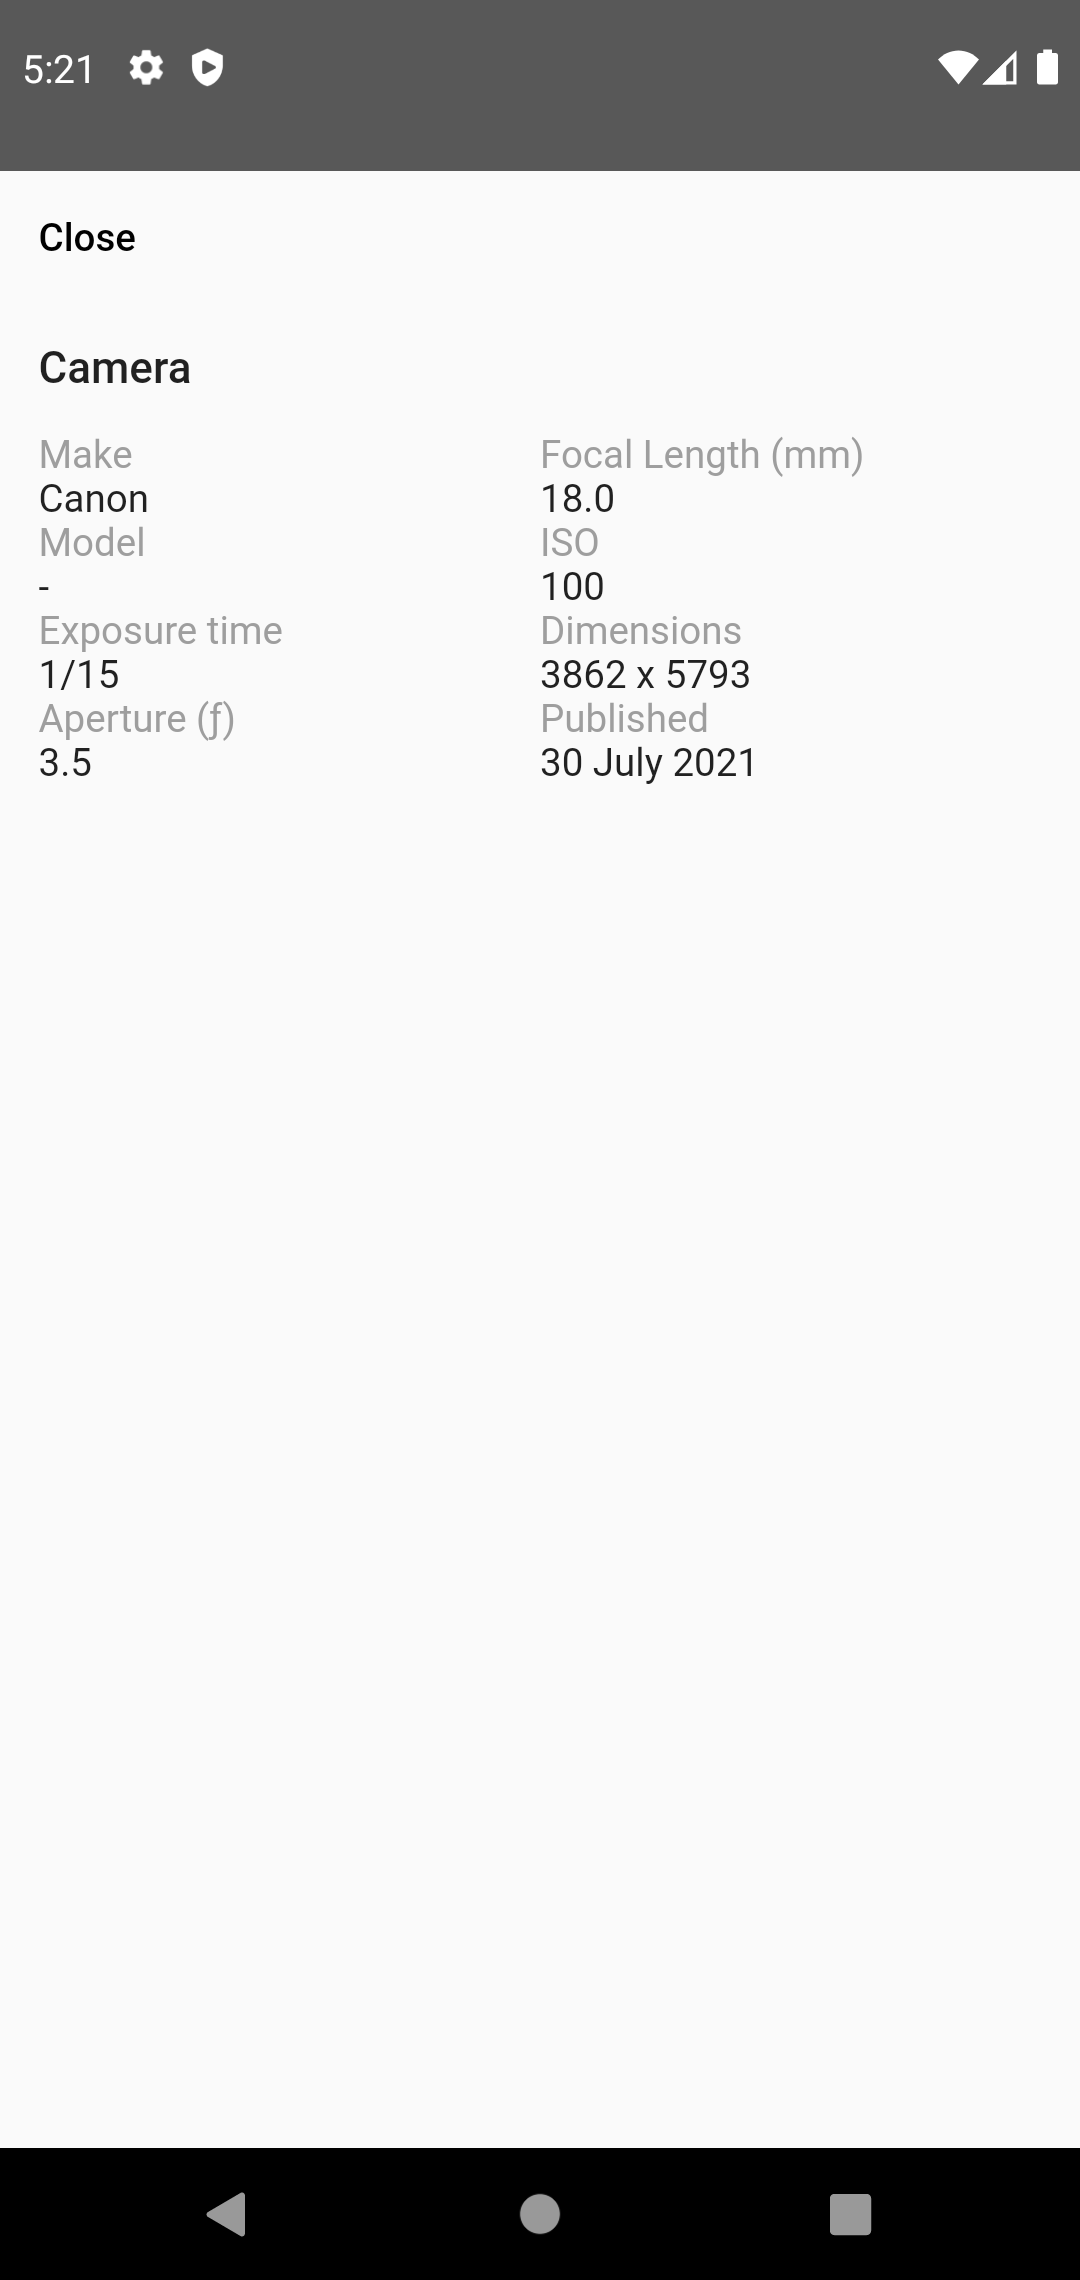 5:21
Close
Camera
Make
Canon
Model
-
Exposure time
1/15
Aperture (ƒ)
3.5
Focal Length (mm)
18.0
ISO
100
Dimensions
3862 x 5793
Published
30 July 2021